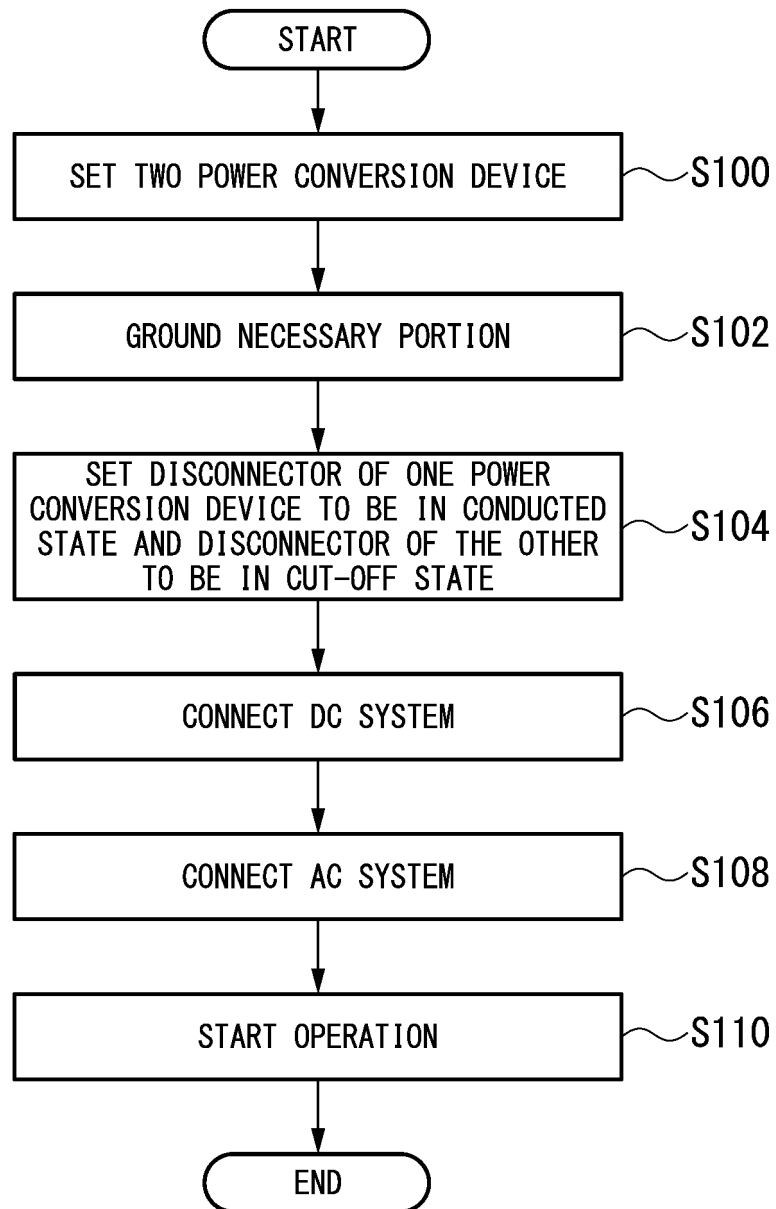 START
SET TWO POWER CONVERSION DEVICE
S100
GROUND NECESSARY PORTION
S102
SET DISCONNECTOR OF ONE POWER
CONVERSION DEVICE TO BE IN CONDUCTED
STATE AND DISCONNECTOR OF THE OTHER
TO BE IN CUT-OFF STATE
S104
CONNECT DC SYSTEM
S106
CONNECT AC SYSTEM
S108
START OPERATION
S110
END